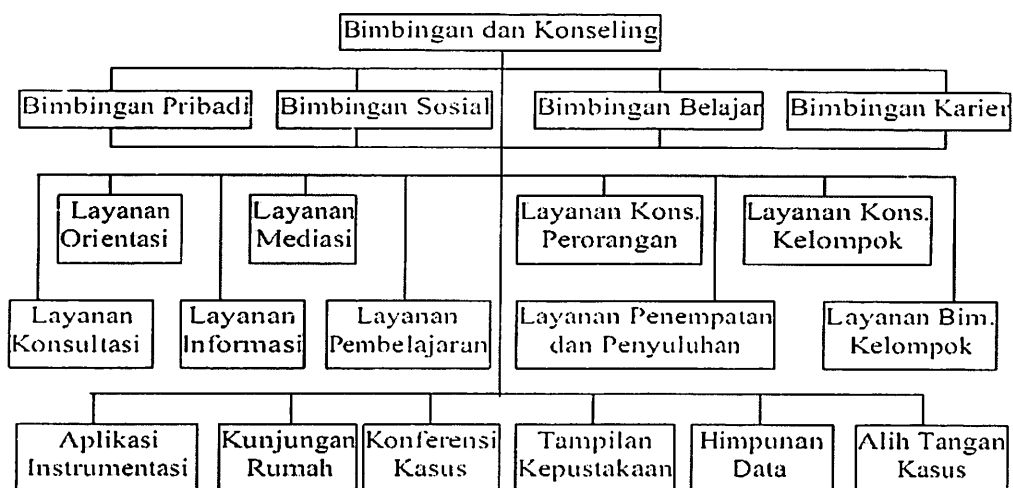 Bimbingan dan Konseling
Bimbingan Pribadi
Bimbingan Sosial
Bimbingan Belajar
Bimbingan Karier
Layanan
Orientasi
Layanan
Mediasi
Layanan Kons.
Perorangan
Layanan Kons.
Kelompok
Layanan
Konsultasi
Layanan
Informasi
Layanan
Pembelajaran
Layanan Penempatan
dan Penyuluhan
Layanan Bim.
Kelompok
Aplikasi
Instrumentasi
Kunjungan
Rumah
Konferensi
Kasus
Tampilan
Kepustakaan
Himpunan
Data
Alih Tangan
Kasus